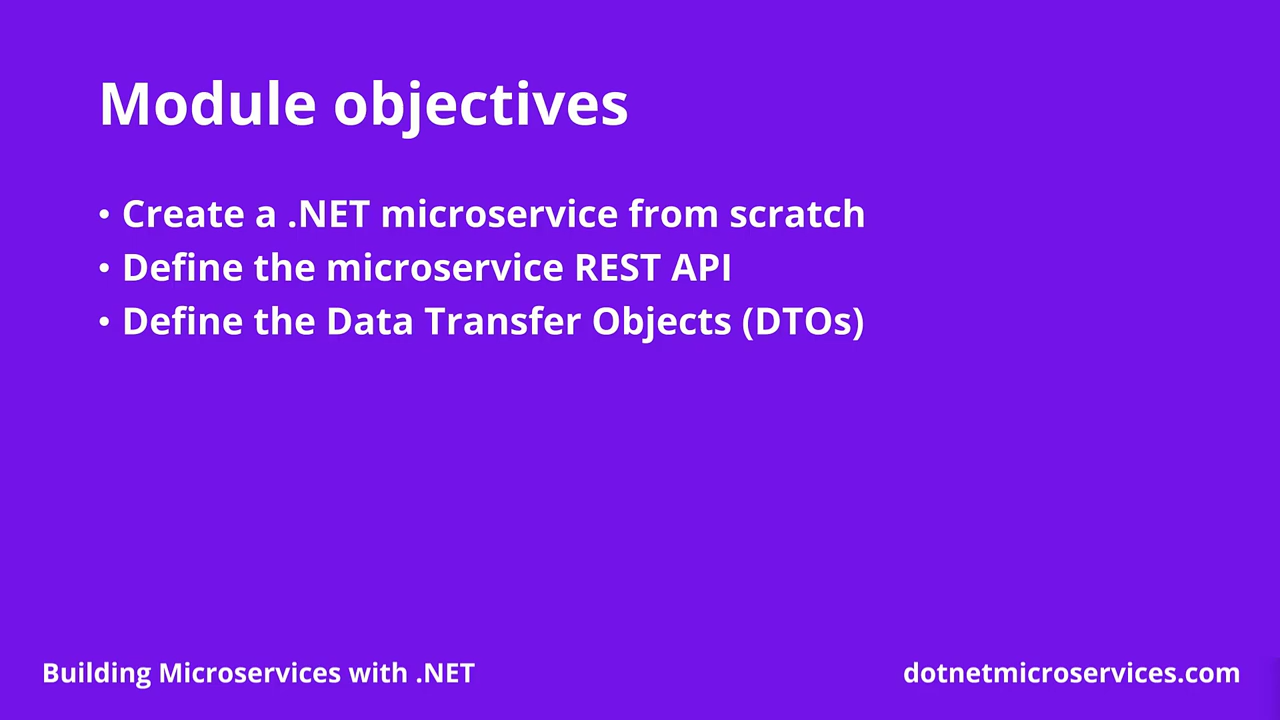 Module objectives
• Create a .NET microservice from scratch
• Define the microservice REST API
• Define the Data Transfer Objects (DTOs)
Building Microservices with .NET
dotnetmicroservices.com